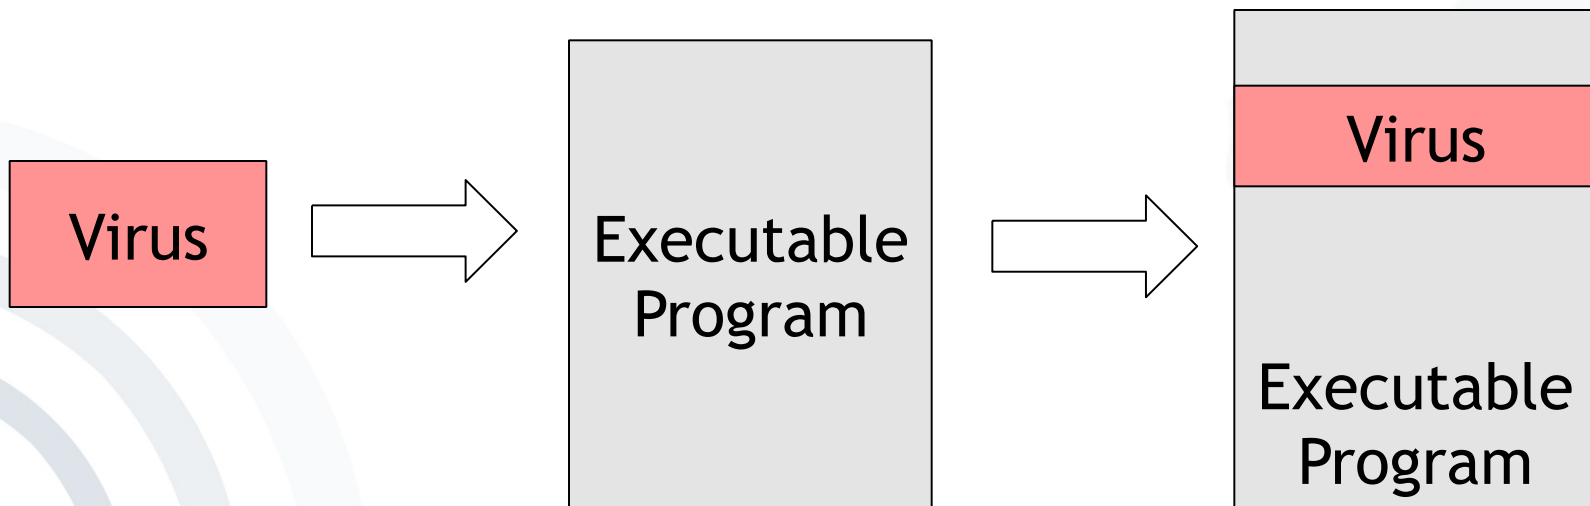 Virus
Executable
Program
Virus
Executable
Program